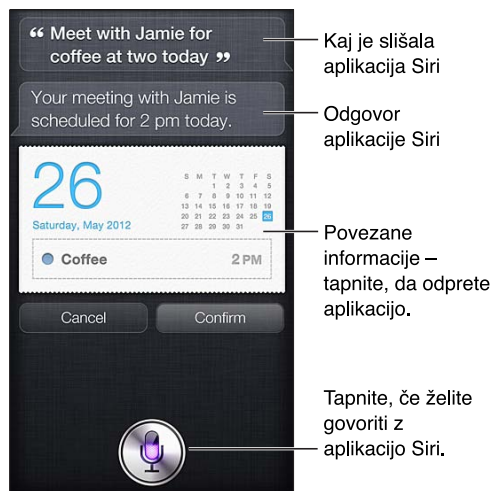 “ Meet with Jamie for
coffee at two today ”
Kaj je slišala
aplikacija Siri
Your meeting with Jamie is
scheduled for 2 pm today.
Odgovor
aplikacije Siri
26
Saturday, May 2012
S M T W T F S
1 2 3 4 5
6 7 8 9 10 11 12
13 14 15 16 17 18 19
20 21 22 23 24 25 26
27 28 29 30 31
Coffee 2 PM
Povezane
informacije –
tapnite, da odprete
aplikacijo.
Cancel Confirm
Tapnite, če želite
govoriti z
aplikacijo Siri.